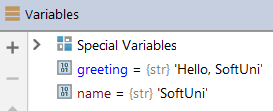 Variables
Special Variables
greeting = {str} 'Hello, SoftUni'
name = {str} 'SoftUni'